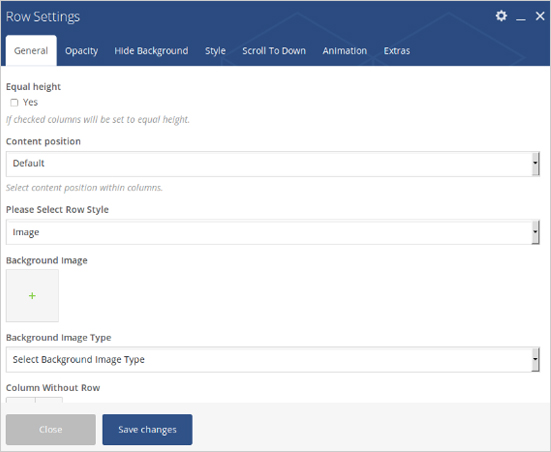 Row Settings
General Opacity Hide Background Style Scroll To Down Animation Extras
Equal height
Yes
If checked columns will be set to equal height.
Content position
Default
Select content position within columns.
Please Select Row Style
Image
Background Image
+
Background Image Type
Select Background Image Type
Column Without Row
Close Save changes